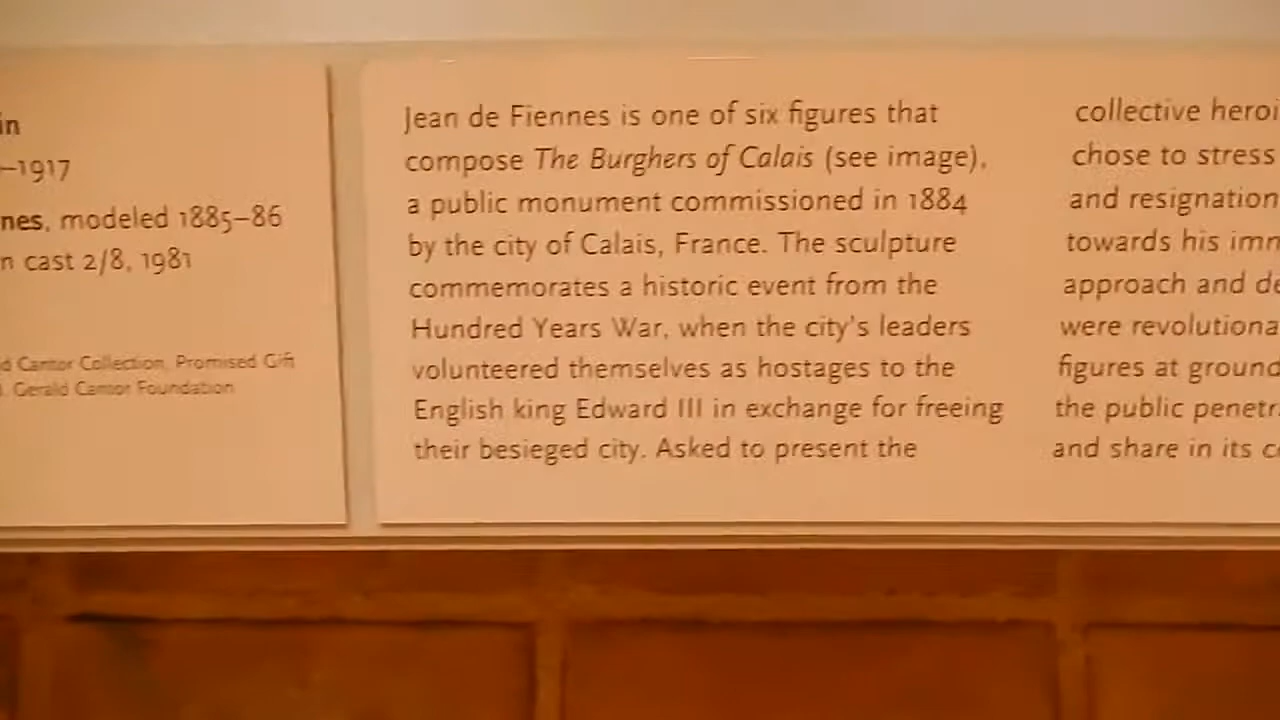 in
–1917
nes, modeled 1885–86
n cast 2/8, 1981
d Cantor Collection, Promised Gift
. Gerald Cantor Foundation
Jean de Fiennes is one of six figures that
compose The Burghers of Calais (see image),
a public monument commissioned in 1884
by the city of Calais, France. The sculpture
commemorates a historic event from the
Hundred Years War, when the city's leaders
volunteered themselves as hostages to the
English king Edward III in exchange for freeing
their besieged city. Asked to present the
collective heroi
chose to stress
and resignation
towards his imm
approach and de
were revolutiona
figures at ground
the public penetr
and share in its c